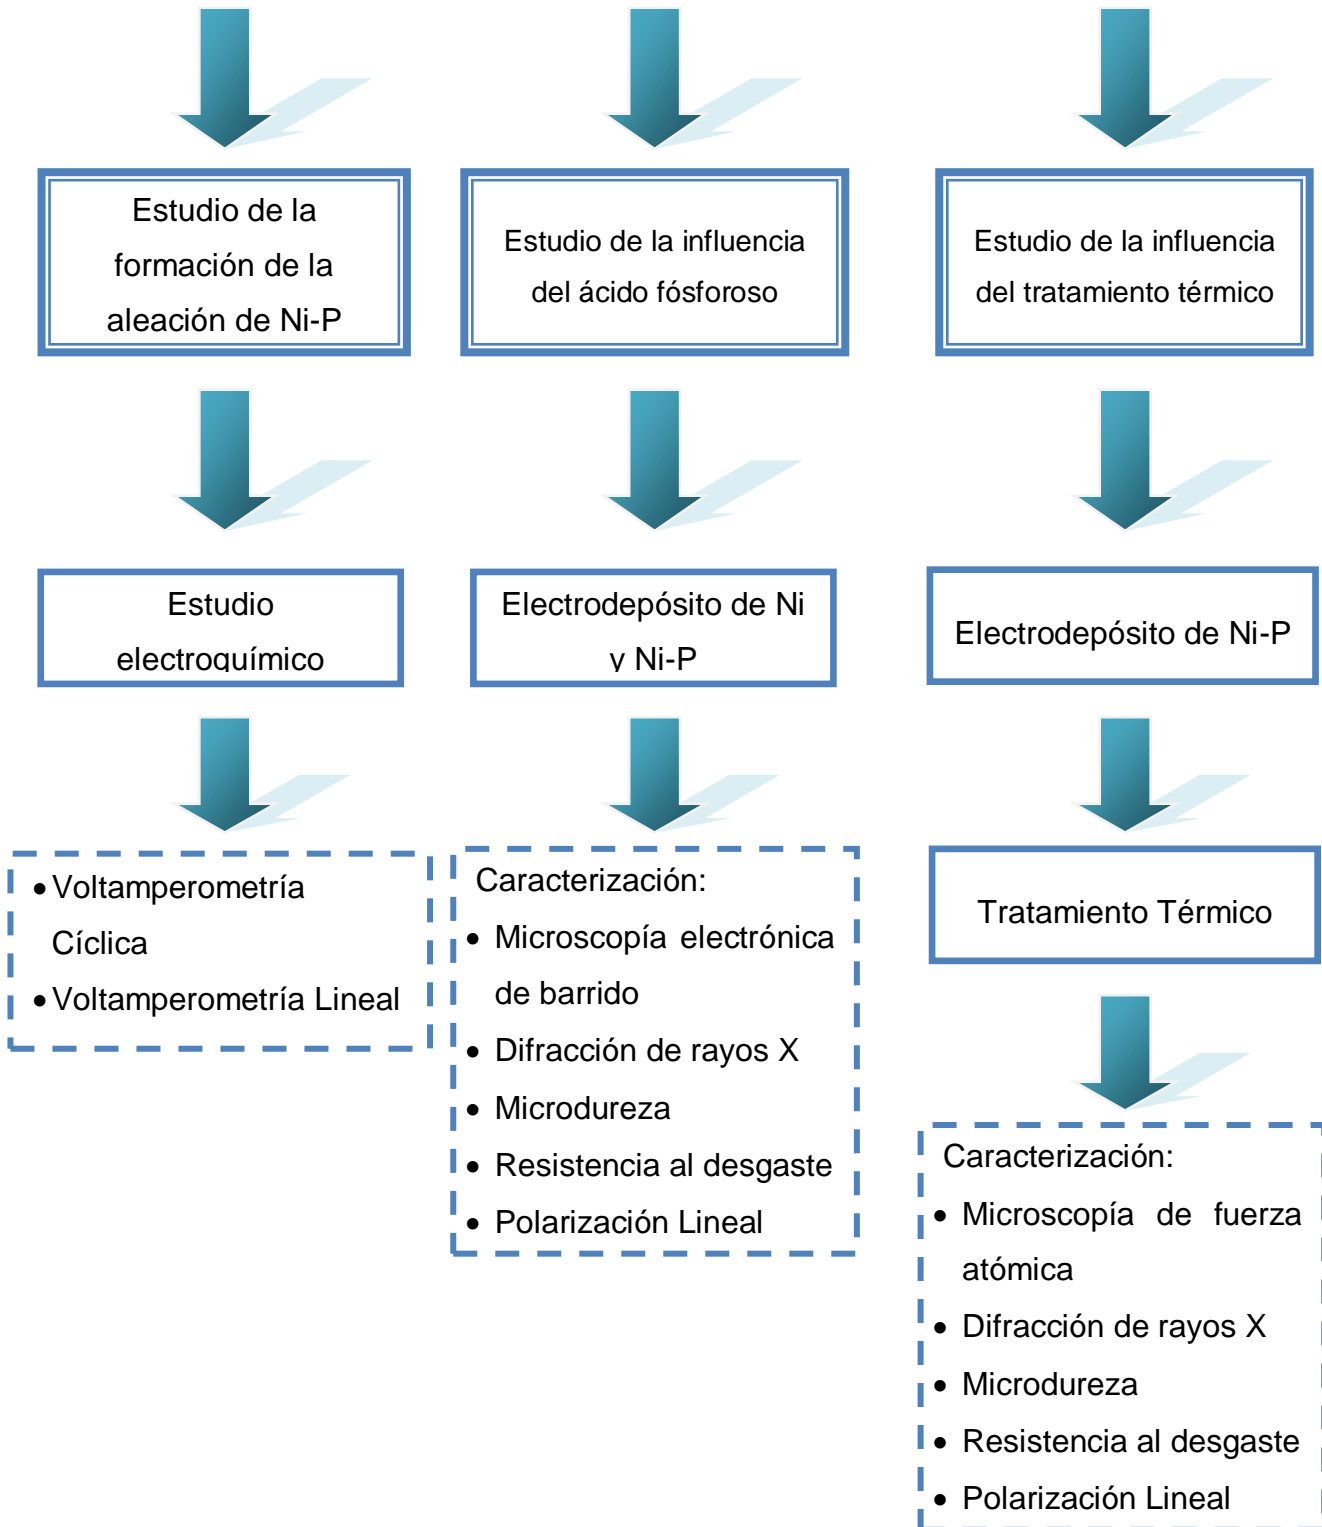 Estudio de la
formación de la
aleación de Ni-P
Estudio de la influencia
del ácido fósforoso
Estudio de la influencia
del tratamiento térmico
Estudio
electroquímico
Electrodepósito de Ni
y Ni-P
Electrodepósito de Ni-P
• Voltamperometría
Cíclica
• Voltamperometría Lineal
Caracterización:
• Microscopía electrónica
de barrido
• Difracción de rayos X
• Microdureza
• Resistencia al desgaste
• Polarización Lineal
Tratamiento Térmico
Caracterización:
• Microscopía de fuerza
atómica
• Difracción de rayos X
• Microdureza
• Resistencia al desgaste
• Polarización Lineal